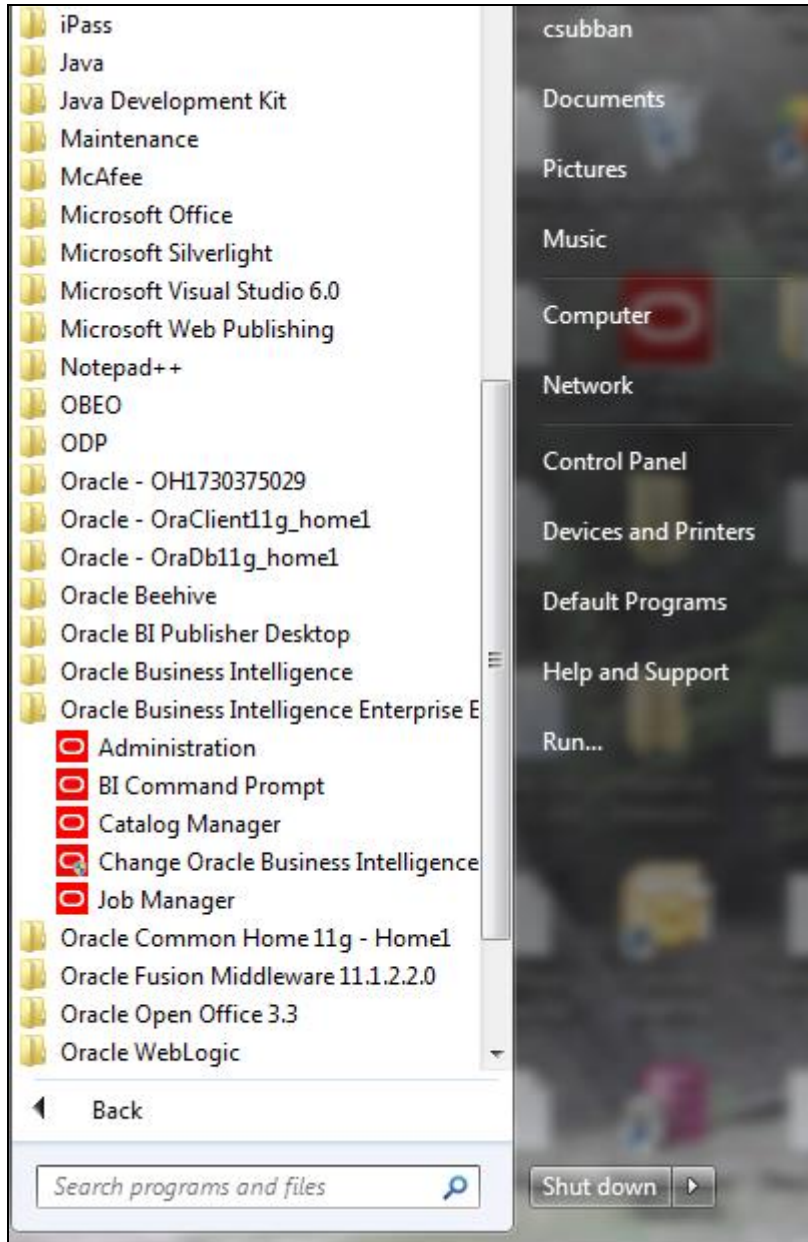 iPass
Java
Java Development Kit
Maintenance
McAfee
Microsoft Office
Microsoft Silverlight
Microsoft Visual Studio 6.0
Microsoft Web Publishing
Notepad++
OBEO
ODP
Oracle - OH1730375029
Oracle - OraClient11g_home1
Oracle - OraDb11g_home1
Oracle Beehive
Oracle BI Publisher Desktop
Oracle Business Intelligence
Oracle Business Intelligence Enterprise E
Administration
BI Command Prompt
Catalog Manager
Change Oracle Business Intelligence
Job Manager
Oracle Common Home 11g - Home1
Oracle Fusion Middleware 11.1.2.2.0
Oracle Open Office 3.3
Oracle WebLogic
Back
Search programs and files
csubban
Documents
Pictures
Music
Computer
Network
Control Panel
Devices and Printers
Default Programs
Help and Support
Run...
Shut down